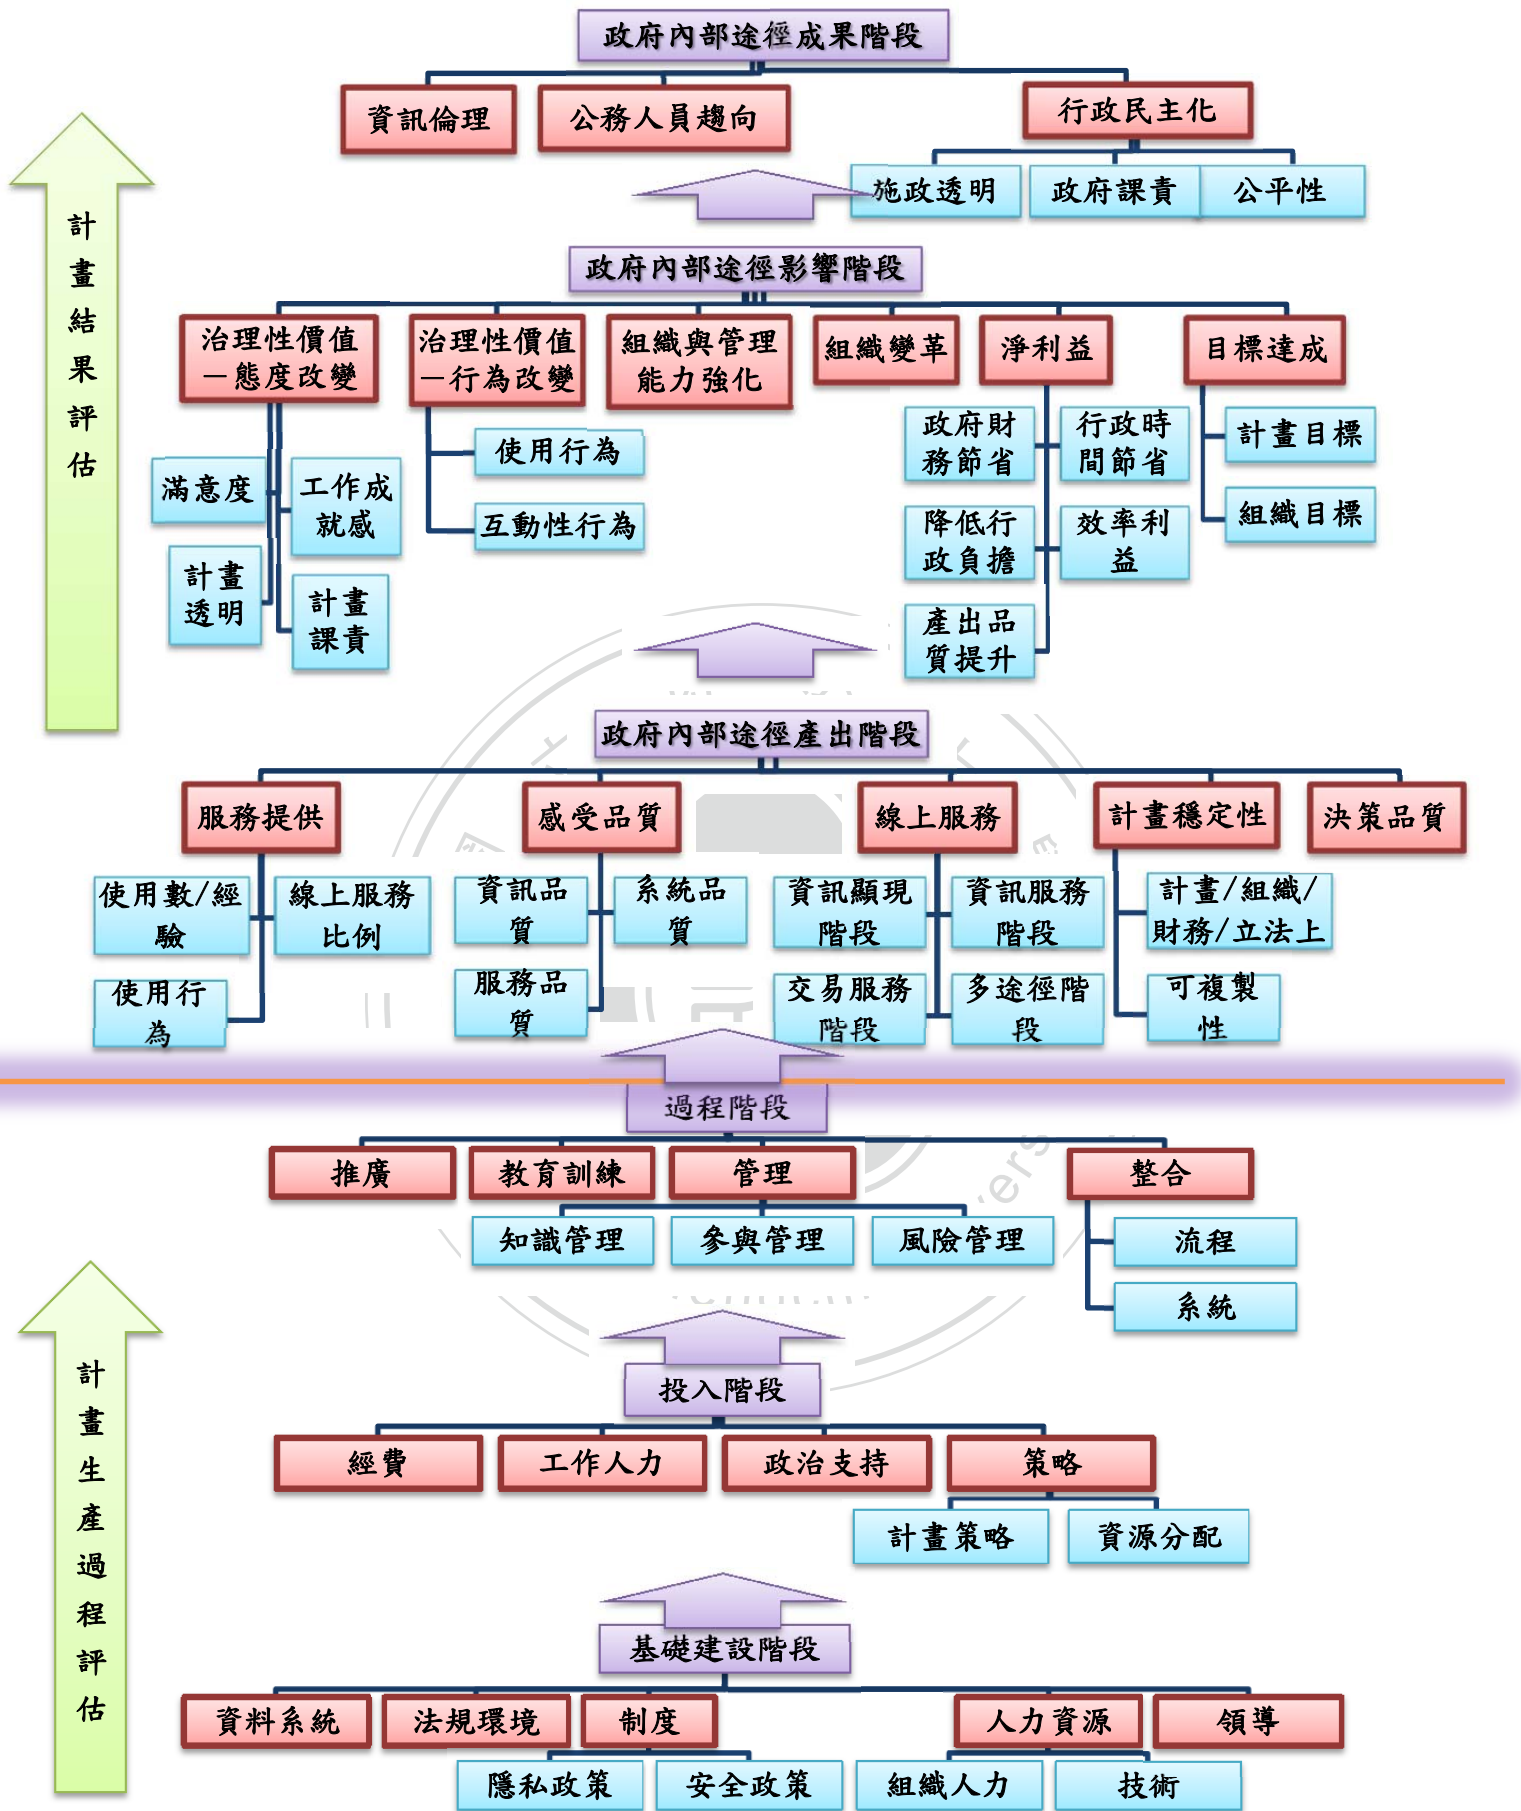 政府內部途徑成果階段
資訊倫理
公務人員趨向
行政民主化
施政透明
政府課責
公平性
計畫結果評估
政府內部途徑影響階段
治理性價值
－態度改變
治理性價值
－行為改變
組織與管理
能力強化
組織變革
淨利益
目標達成
滿意度
工作成
就感
計畫
透明
計畫
課責
使用行為
互動性行為
政府財
務節省
行政時
間節省
降低行
政負擔
效率利
益
產出品
質提升
計畫目標
組織目標
政府內部途徑產出階段
服務提供
感受品質
線上服務
計畫穩定性
決策品質
使用數/經
驗
線上服務
比例
使用行
為
資訊品
質
系統品
質
服務品
質
資訊顯現
階段
資訊服務
階段
交易服務
階段
多途徑階
段
計畫/組織/
財務/立法上
可複製
性
過程階段
推廣
教育訓練
管理
整合
知識管理
參與管理
風險管理
流程
系統
計畫生產過程評估
投入階段
經費
工作人力
政治支持
策略
計畫策略
資源分配
基礎建設階段
資料系統
法規環境
制度
人力資源
領導
隱私政策
安全政策
組織人力
技術